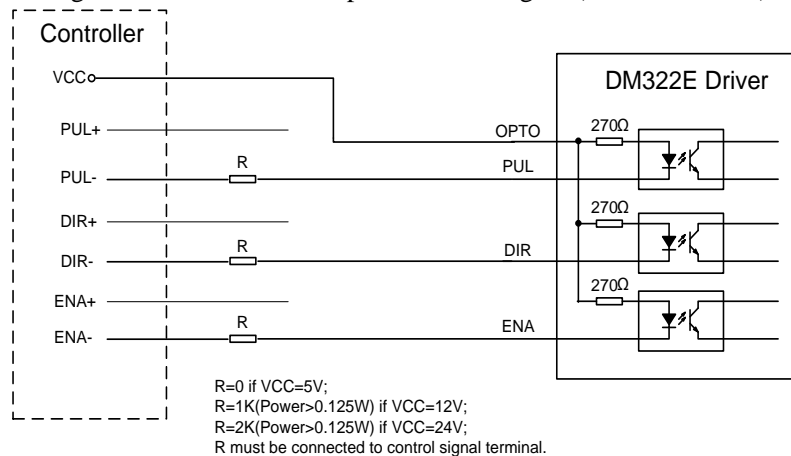 Controller
VCC
DM322E Driver
PUL+
OPTO
270Ω
R
PUL
PUL-
DIR+
270Ω
R
DIR
DIR-
ENA+
270Ω
R
ENA
ENA-
R=0 if VCC=5V;
R=1K(Power>0.125W) if VCC=12V;
R=2K(Power>0.125W) if VCC=24V;
R must be connected to control signal terminal.